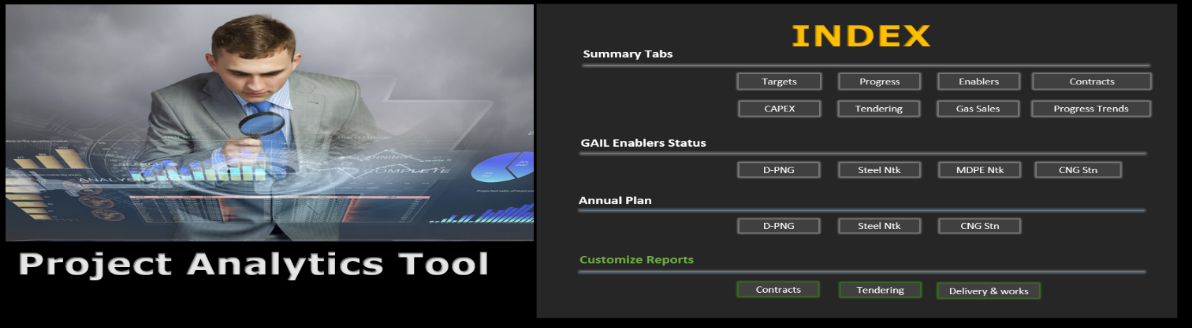 INDEX
Summary Tabs
Targets Progress Enablers Contracts
CAPEX Tendering Gas Sales Progress Trends
GAIL Enablers Status
D-PNG Steel Ntk MDPE Ntk CNG Stn
Annual Plan
D-PNG Steel Ntk CNG Stn
Customize Reports
Contracts Tendering Delivery & works
COMPLETE
Project Analytics Tool